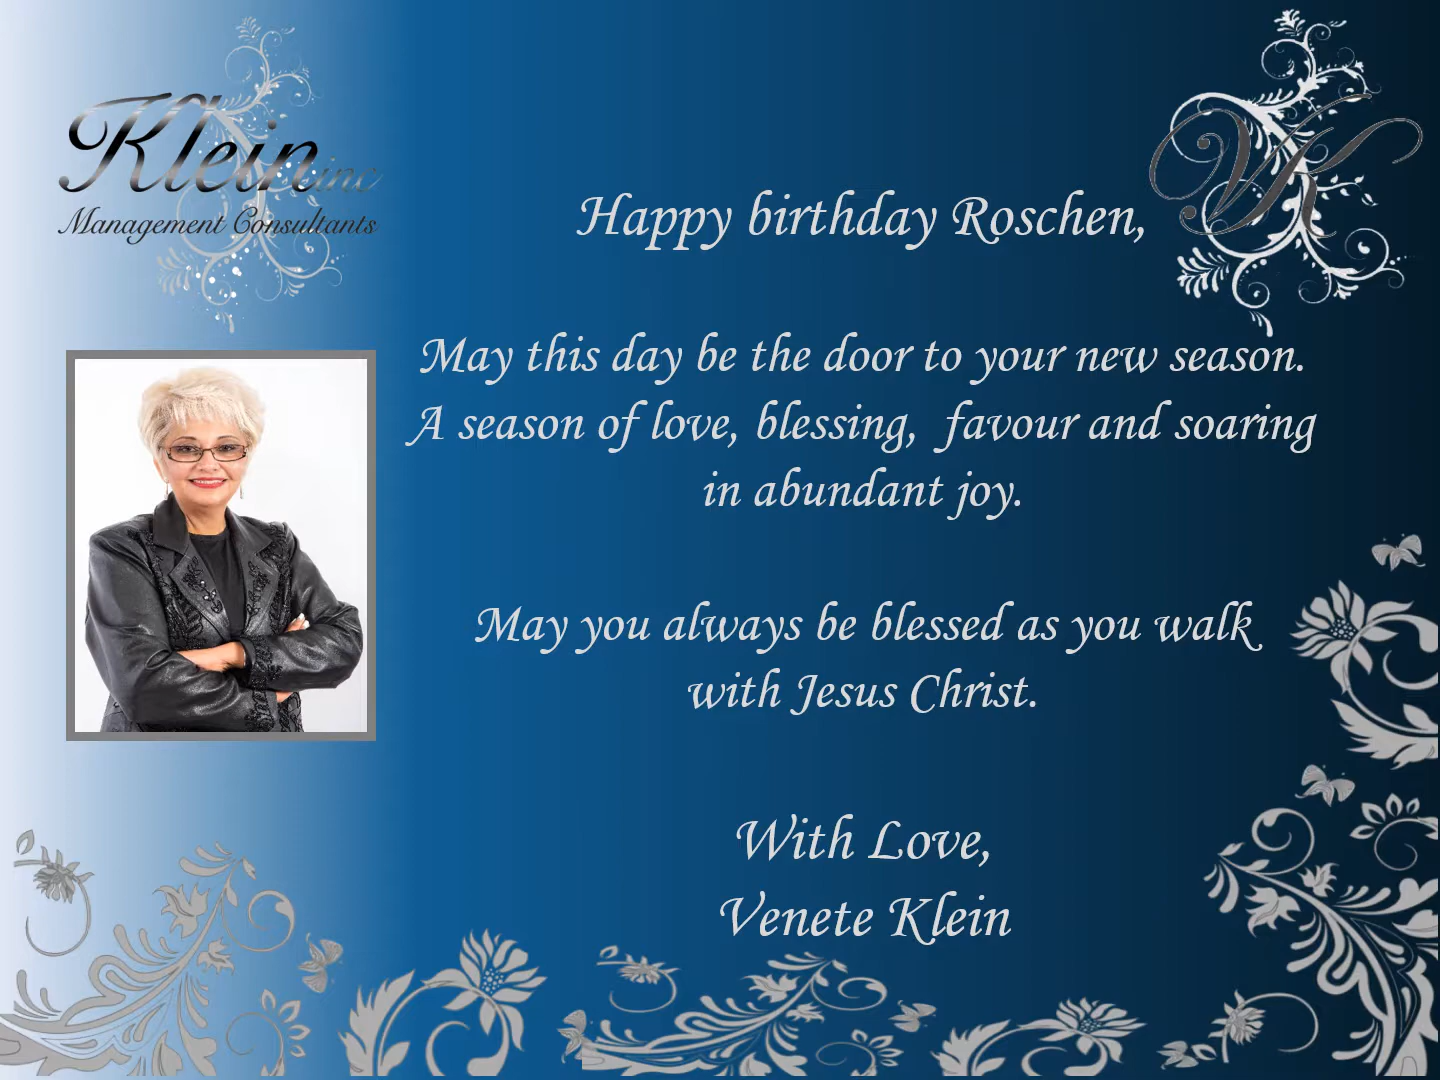 Klein inc
Management Consultants
VK
Happy birthday Roschen,
May this day be the door to your new season.
A season of love, blessing, favour and soaring
in abundant joy.
May you always be blessed as you walk
with Jesus Christ.
With Love,
Venete Klein